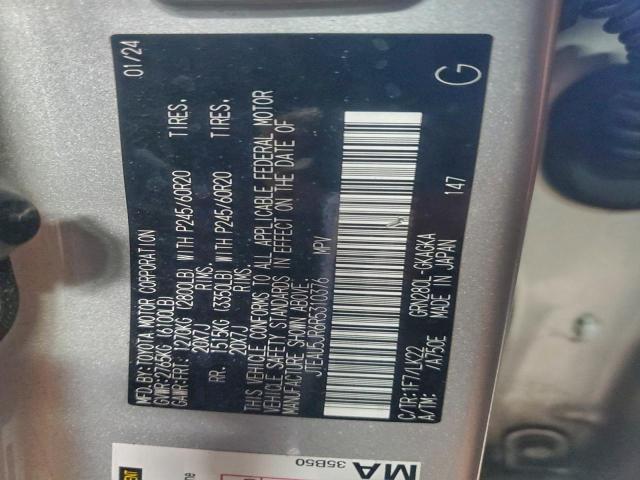 MFD.BY:TOYOTA MOTOR CORPORATION 01/24
GVWR:2765KG(6100LB)
GAWR:FRT. 1270KG (2800LB) WITH P245/60R20 TIRES,
20X7J RIMS,
RR. 1515KG (3350LB) WITH P245/60R20 TIRES,
20X7J RIMS,
THIS VEHICLE CONFORMS TO ALL APPLICABLE FEDERAL MOTOR
VEHICLE SAFETY STANDARDS IN EFFECT ON THE DATE OF
MANUFACTURE SHOWN ABOVE.
JTEAU5JR6R5310376 MPV
C/TR:1F7/LK22 GRN280L-GKAGKA
A/TM: /A750E MADE IN JAPAN
147
G
MA
35B50